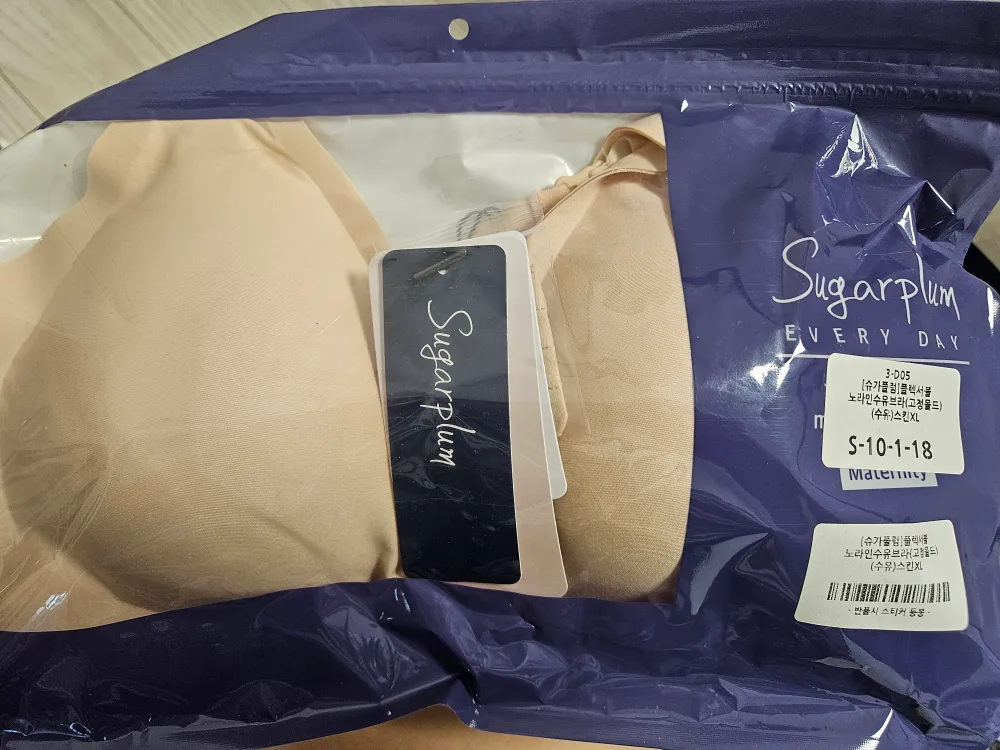 Sugarplum
Sugarplum
EVERY DAY
3-D05
[슈가플럼]플렉서블
노라인수유브라(고정몰드)
(수유)스킨XL
S-10-1-18
Maternity
[슈가플럼]플렉서블
노라인수유브라(고정몰드)
(수유)스킨XL
- 반품시 스티커 동봉 -